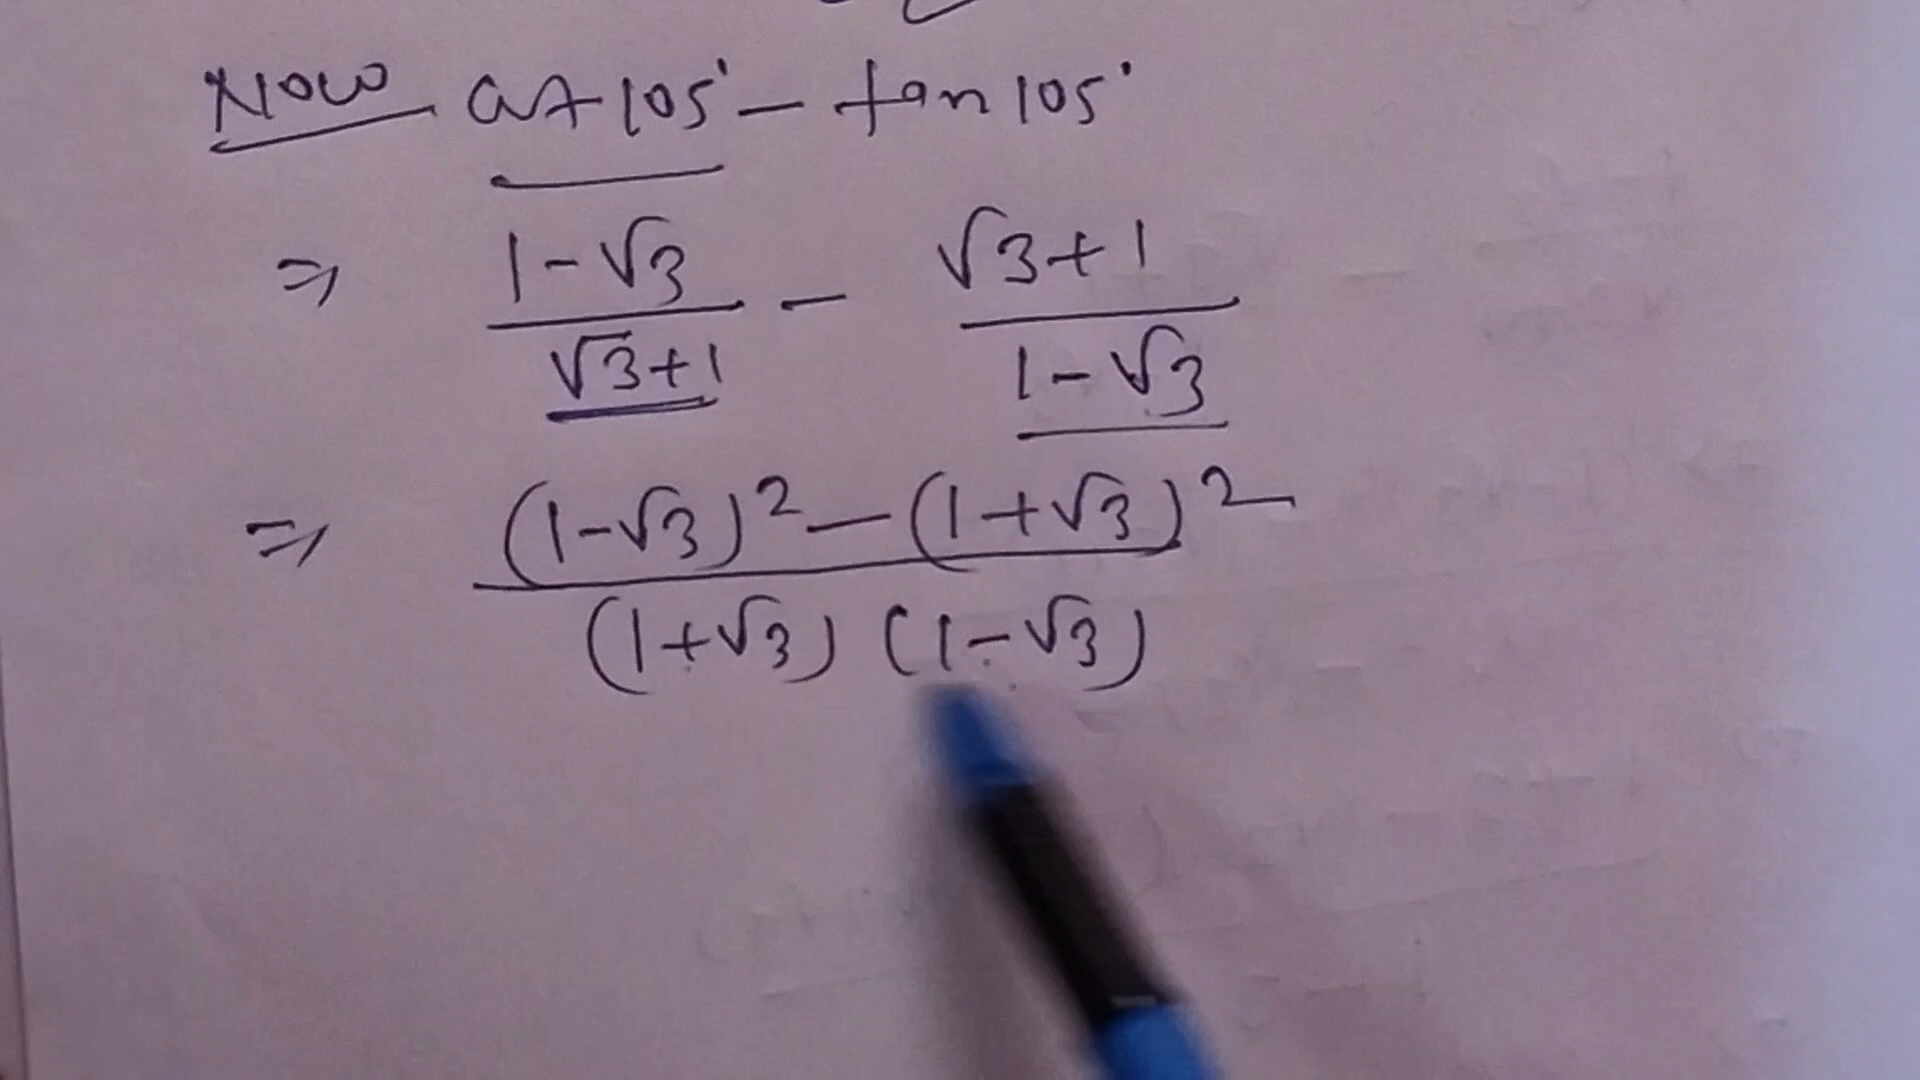 Now cot 105° - tan 105°
⇒ (1-√3)/(√3+1) - (√3+1)/(1-√3)
⇒ ((1-√3)² - (1+√3)²)/((1+√3) (1-√3))